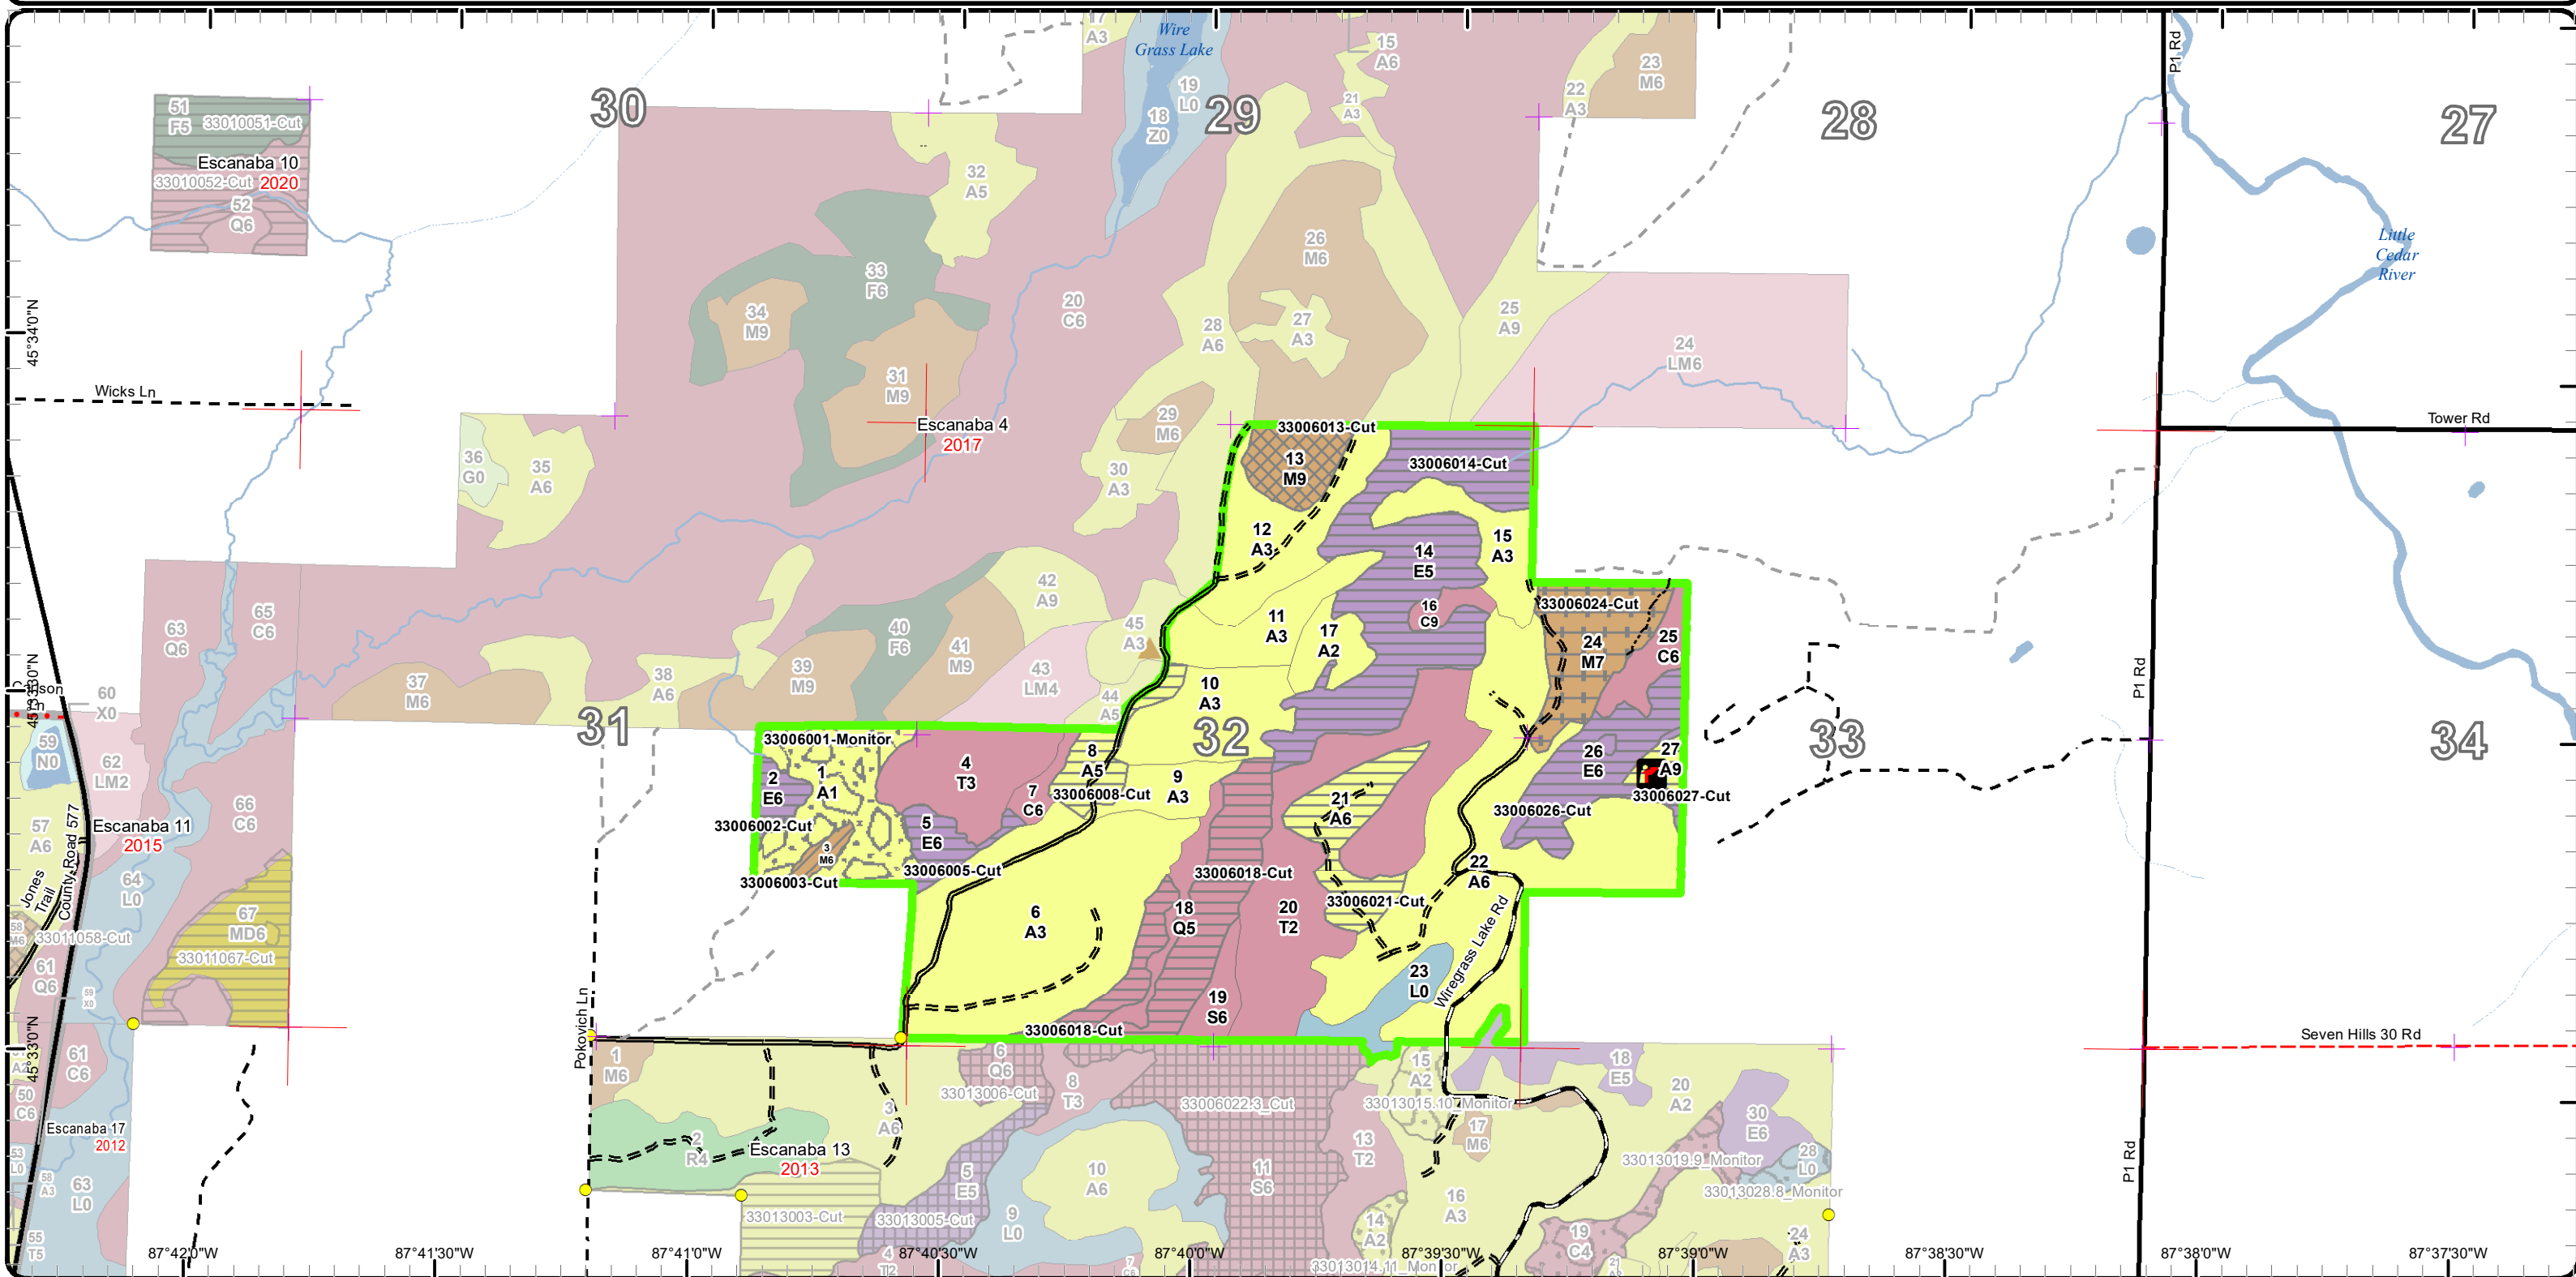 Wire
Grass Lake
17
A3
15
A6
19
L0
18
Z0
21
A3
22
A3
23
M6
P1 Rd
51
F5
33010051-Cut
30
29
28
27
Escanaba 10
33010052-Cut 2020
52
Q6
32
A5
26
M6
Little
Cedar
River
33
F6
34
M9
20
C6
28
A6
27
A3
25
A9
24
LM6
45°34'0"N
Wicks Ln
31
M9
Escanaba 4
2017
29
M6
30
A3
36
G0
35
A6
Tower Rd
33006013-Cut
13
M9
33006014-Cut
12
A3
14
E5
15
A3
16
C9
11
A3
17
A2
10
A3
33006024-Cut
24
M7
25
C6
63
Q6
65
C6
42
A9
45
A3
40
F6
41
M9
39
M9
43
LM4
44
A5
38
A6
37
M6
60
X0
59
N0
62
LM2
66
C6
57
A6
Escanaba 11
2015
County Road 577
Jones
Trail
64
L0
67
MD6
33011067-Cut
33011058-Cut
58
M6
61
Q6
59
X0
31
32
33
34
P1 Rd
33006001-Monitor
1
A1
2
E6
33006002-Cut
3
M6
33006003-Cut
4
T3
5
E6
33006005-Cut
7
C6
8
A5
33006008-Cut
9
A3
6
A3
18
Q5
33006018-Cut
19
S6
33006018-Cut
20
T2
21
A6
33006021-Cut
22
A6
23
L0
Wiregrass Lake Rd
26
E6
33006026-Cut
27
A9
33006027-Cut
Pokovich Ln
45°33'0"N
Seven Hills 30 Rd
61
C6
50
C6
Escanaba 17
2012
53
L0
58
A3
63
L0
55
T5
1
M6
2
R4
3
A6
Escanaba 13
2013
33013003-Cut
6
Q6
33013006-Cut
8
T3
5
E5
33013005-Cut
9
L0
10
A6
33006022.3_Cut
11
S6
13
T2
14
A2
15
A2
33013015.10_Monitor
17
M6
16
A3
18
E5
20
A2
30
E6
33013019.9_Monitor
28
L0
33013028.8_Monitor
19
C4
24
A3
33013014.11_Monitor
P1 Rd
87°42'0"W
87°41'30"W
87°41'0"W
87°40'30"W
87°40'0"W
87°39'30"W
87°39'0"W
87°38'30"W
87°38'0"W
87°37'30"W